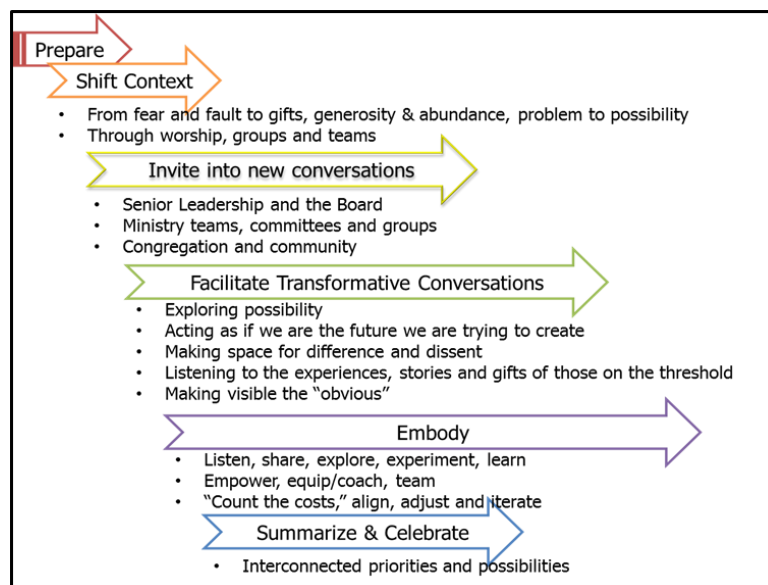 Prepare
Shift Context
• From fear and fault to gifts, generosity & abundance, problem to possibility
• Through worship, groups and teams
Invite into new conversations
• Senior Leadership and the Board
• Ministry teams, committees and groups
• Congregation and community
Facilitate Transformative Conversations
• Exploring possibility
• Acting as if we are the future we are trying to create
• Making space for difference and dissent
• Listening to the experiences, stories and gifts of those on the threshold
• Making visible the “obvious”
Embody
• Listen, share, explore, experiment, learn
• Empower, equip/coach, team
• “Count the costs,” align, adjust and iterate
Summarize & Celebrate
• Interconnected priorities and possibilities